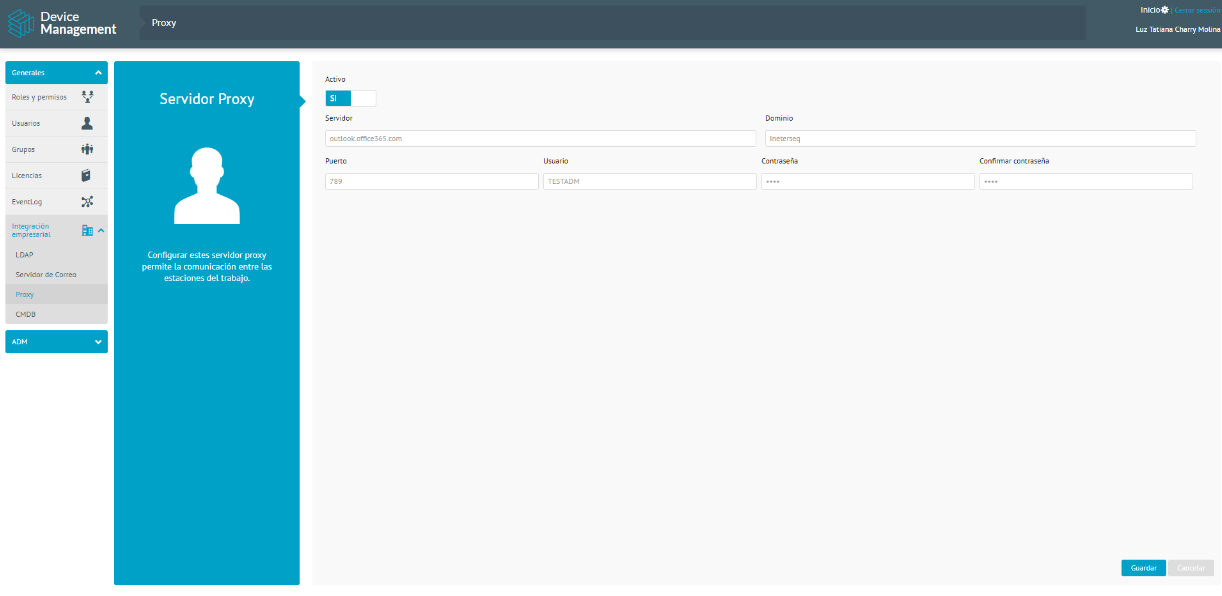 Device
Management
Proxy
Inicio | Cerrar sesión
Luz Tatiana Charry Molina
Generales
Roles y permisos
Usuarios
Grupos
Licencias
EventLog
Integración
empresarial
LDAP
Servidor de Correo
Proxy
CMDB
ADM
Servidor Proxy
Configurar estes servidor proxy
permite la comunicación entre las
estaciones del trabajo.
Activo
SI
Servidor
Dominio
outlook.office365.com
Ineterseq
Puerto
Usuario
Contraseña
Confirmar contraseña
789
TESTADM
••••
••••
Guardar
Cancelar